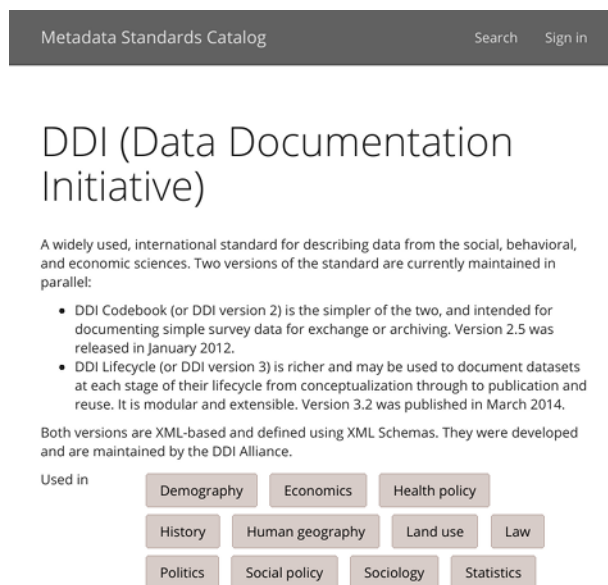 Metadata Standards Catalog Search Sign in
DDI (Data Documentation
Initiative)
A widely used, international standard for describing data from the social, behavioral,
and economic sciences. Two versions of the standard are currently maintained in
parallel:
• DDI Codebook (or DDI version 2) is the simpler of the two, and intended for
documenting simple survey data for exchange or archiving. Version 2.5 was
released in January 2012.
• DDI Lifecycle (or DDI version 3) is richer and may be used to document datasets
at each stage of their lifecycle from conceptualization through to publication and
reuse. It is modular and extensible. Version 3.2 was published in March 2014.
Both versions are XML-based and defined using XML Schemas. They were developed
and are maintained by the DDI Alliance.
Used in Demography Economics Health policy
History Human geography Land use Law
Politics Social policy Sociology Statistics